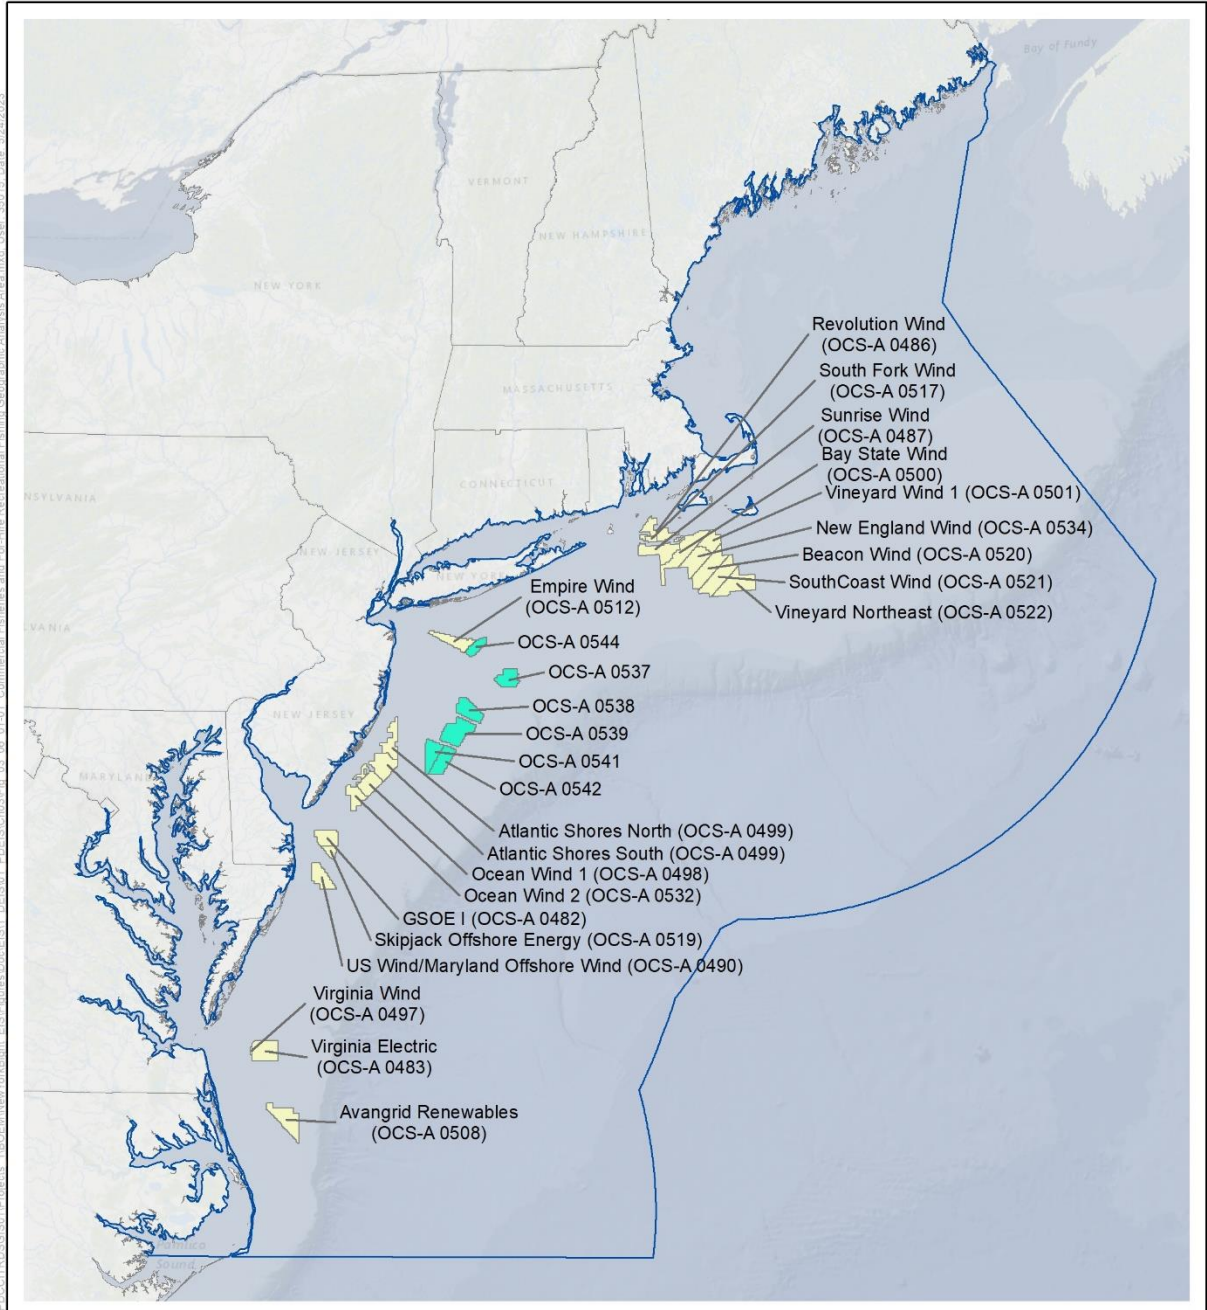 Bay of Fundy
VERMONT
NEW HAMPSHIRE
NEW YORK
Revolution Wind
(OCS-A 0486)
South Fork Wind
(OCS-A 0517)
MASSACHUSETTS
Sunrise Wind
(OCS-A 0487)
Bay State Wind
(OCS-A 0500)
CONNECTICUT
Vineyard Wind 1 (OCS-A 0501)
NSYLVANIA
New England Wind (OCS-A 0534)
NEW JERSEY
Beacon Wind (OCS-A 0520)
NEW YORK
SouthCoast Wind (OCS-A 0521)
Empire Wind
(OCS-A 0512)
Vineyard Northeast (OCS-A 0522)
LVANIA
OCS-A 0544
OCS-A 0537
OCS-A 0538
NEW JERSEY
OCS-A 0539
OCS-A 0541
MARYLAND
OCS-A 0542
Atlantic Shores North (OCS-A 0499)
Atlantic Shores South (OCS-A 0499)
Ocean Wind 1 (OCS-A 0498)
Ocean Wind 2 (OCS-A 0532)
GSOE I (OCS-A 0482)
Skipjack Offshore Energy (OCS-A 0519)
US Wind/Maryland Offshore Wind (OCS-A 0490)
Virginia Wind
(OCS-A 0497)
Virginia Electric
(OCS-A 0483)
Avangrid Renewables
(OCS-A 0508)
Pamlico
Sound